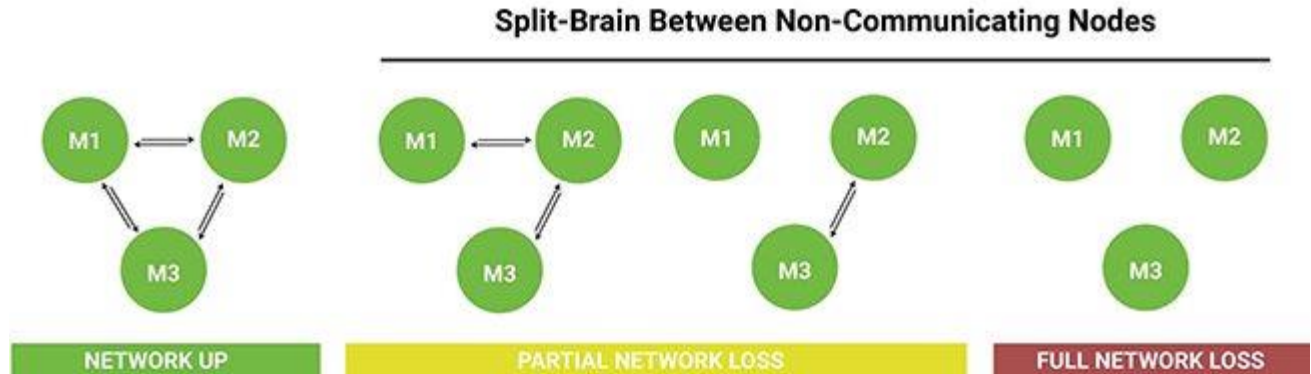 Split-Brain Between Non-Communicating Nodes
M1
M2
M3
M1
M2
M3
M1
M2
M3
M1
M2
M3
NETWORK UP
PARTIAL NETWORK LOSS
FULL NETWORK LOSS